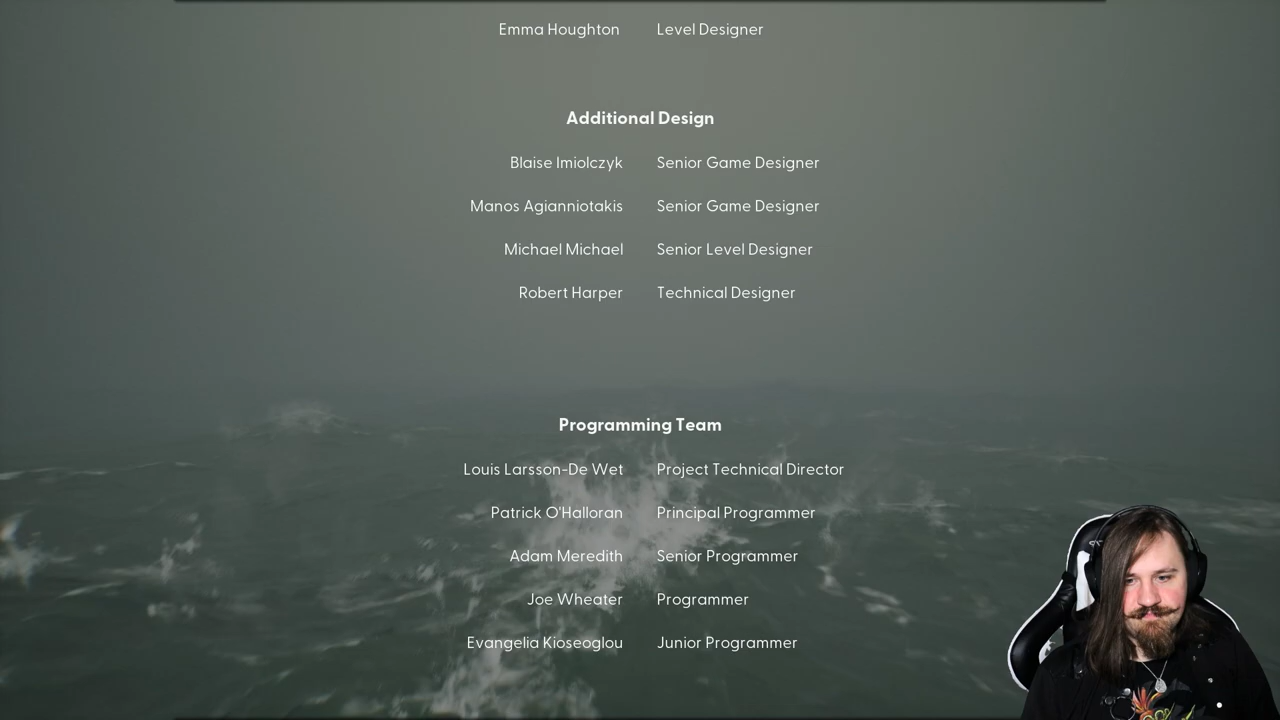 Emma Houghton Level Designer
Additional Design
Blaise Imiolczyk Senior Game Designer
Manos Agianniotakis Senior Game Designer
Michael Michael Senior Level Designer
Robert Harper Technical Designer
Programming Team
Louis Larsson-De Wet Project Technical Director
Patrick O'Halloran Principal Programmer
Adam Meredith Senior Programmer
Joe Wheater Programmer
Evangelia Kioseoglou Junior Programmer